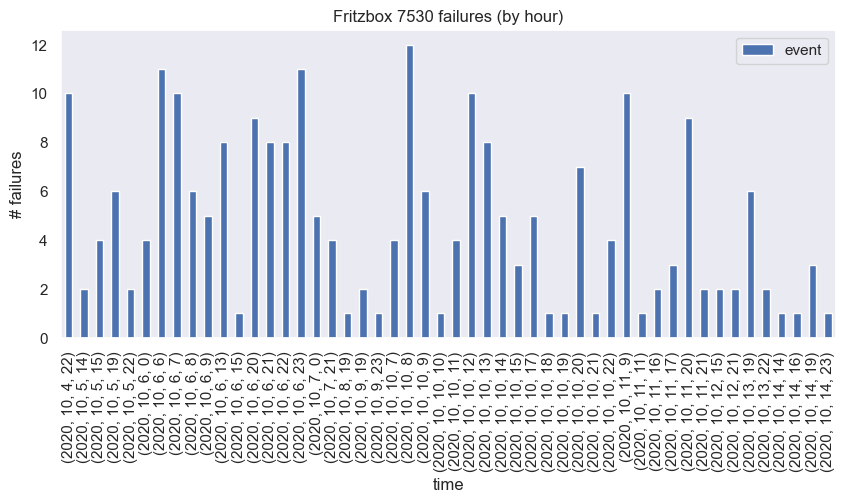 Fritzbox 7530 failures (by hour)
event
# failures
12
10
8
6
4
2
0
(2020, 10, 4, 22)
(2020, 10, 5, 14)
(2020, 10, 5, 15)
(2020, 10, 5, 19)
(2020, 10, 5, 22)
(2020, 10, 6, 0)
(2020, 10, 6, 6)
(2020, 10, 6, 7)
(2020, 10, 6, 8)
(2020, 10, 6, 9)
(2020, 10, 6, 13)
(2020, 10, 6, 15)
(2020, 10, 6, 20)
(2020, 10, 6, 21)
(2020, 10, 6, 22)
(2020, 10, 6, 23)
(2020, 10, 7, 0)
(2020, 10, 7, 21)
(2020, 10, 8, 19)
(2020, 10, 9, 19)
(2020, 10, 9, 23)
(2020, 10, 10, 7)
(2020, 10, 10, 8)
(2020, 10, 10, 9)
(2020, 10, 10, 10)
(2020, 10, 10, 11)
(2020, 10, 10, 12)
(2020, 10, 10, 13)
(2020, 10, 10, 14)
(2020, 10, 10, 15)
(2020, 10, 10, 17)
(2020, 10, 10, 18)
(2020, 10, 10, 19)
(2020, 10, 10, 20)
(2020, 10, 10, 21)
(2020, 10, 10, 22)
(2020, 10, 11, 9)
(2020, 10, 11, 11)
(2020, 10, 11, 16)
(2020, 10, 11, 17)
(2020, 10, 11, 20)
(2020, 10, 11, 21)
(2020, 10, 12, 15)
(2020, 10, 12, 21)
(2020, 10, 13, 19)
(2020, 10, 13, 22)
(2020, 10, 14, 14)
(2020, 10, 14, 16)
(2020, 10, 14, 19)
(2020, 10, 14, 23)
time